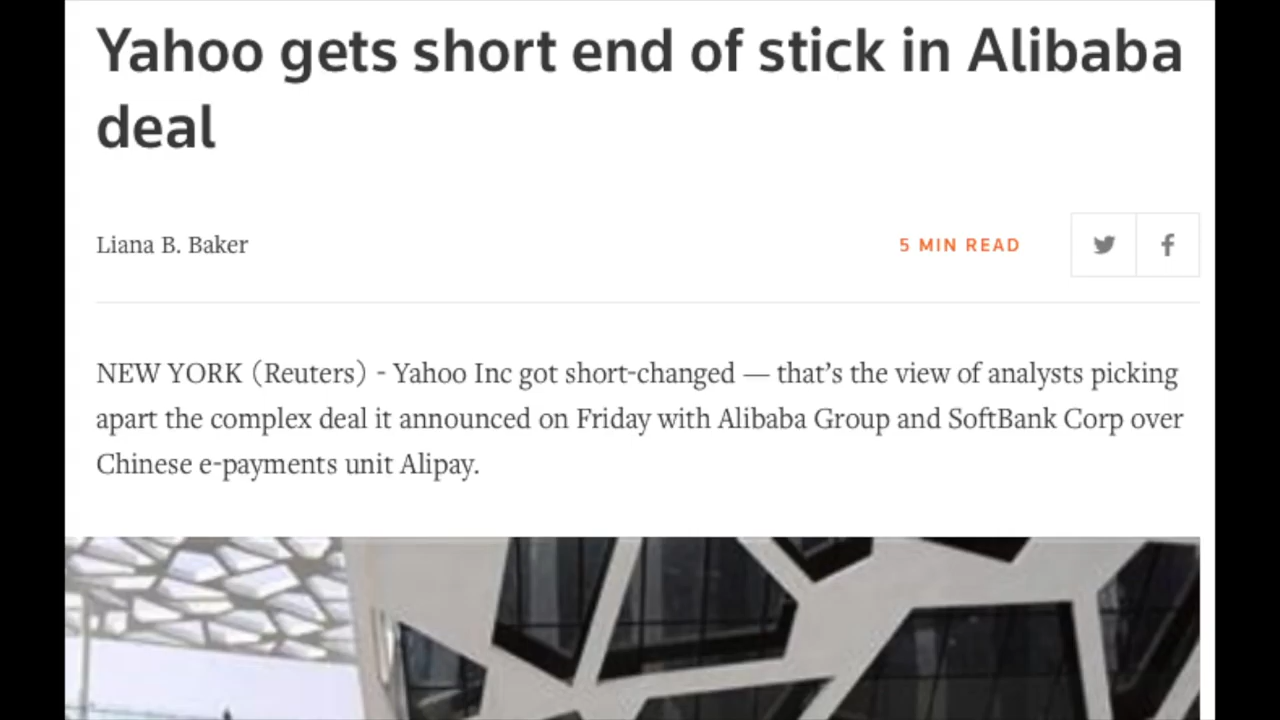 Yahoo gets short end of stick in Alibaba
deal
Liana B. Baker
5 MIN READ
NEW YORK (Reuters) - Yahoo Inc got short-changed — that’s the view of analysts picking
apart the complex deal it announced on Friday with Alibaba Group and SoftBank Corp over
Chinese e-payments unit Alipay.